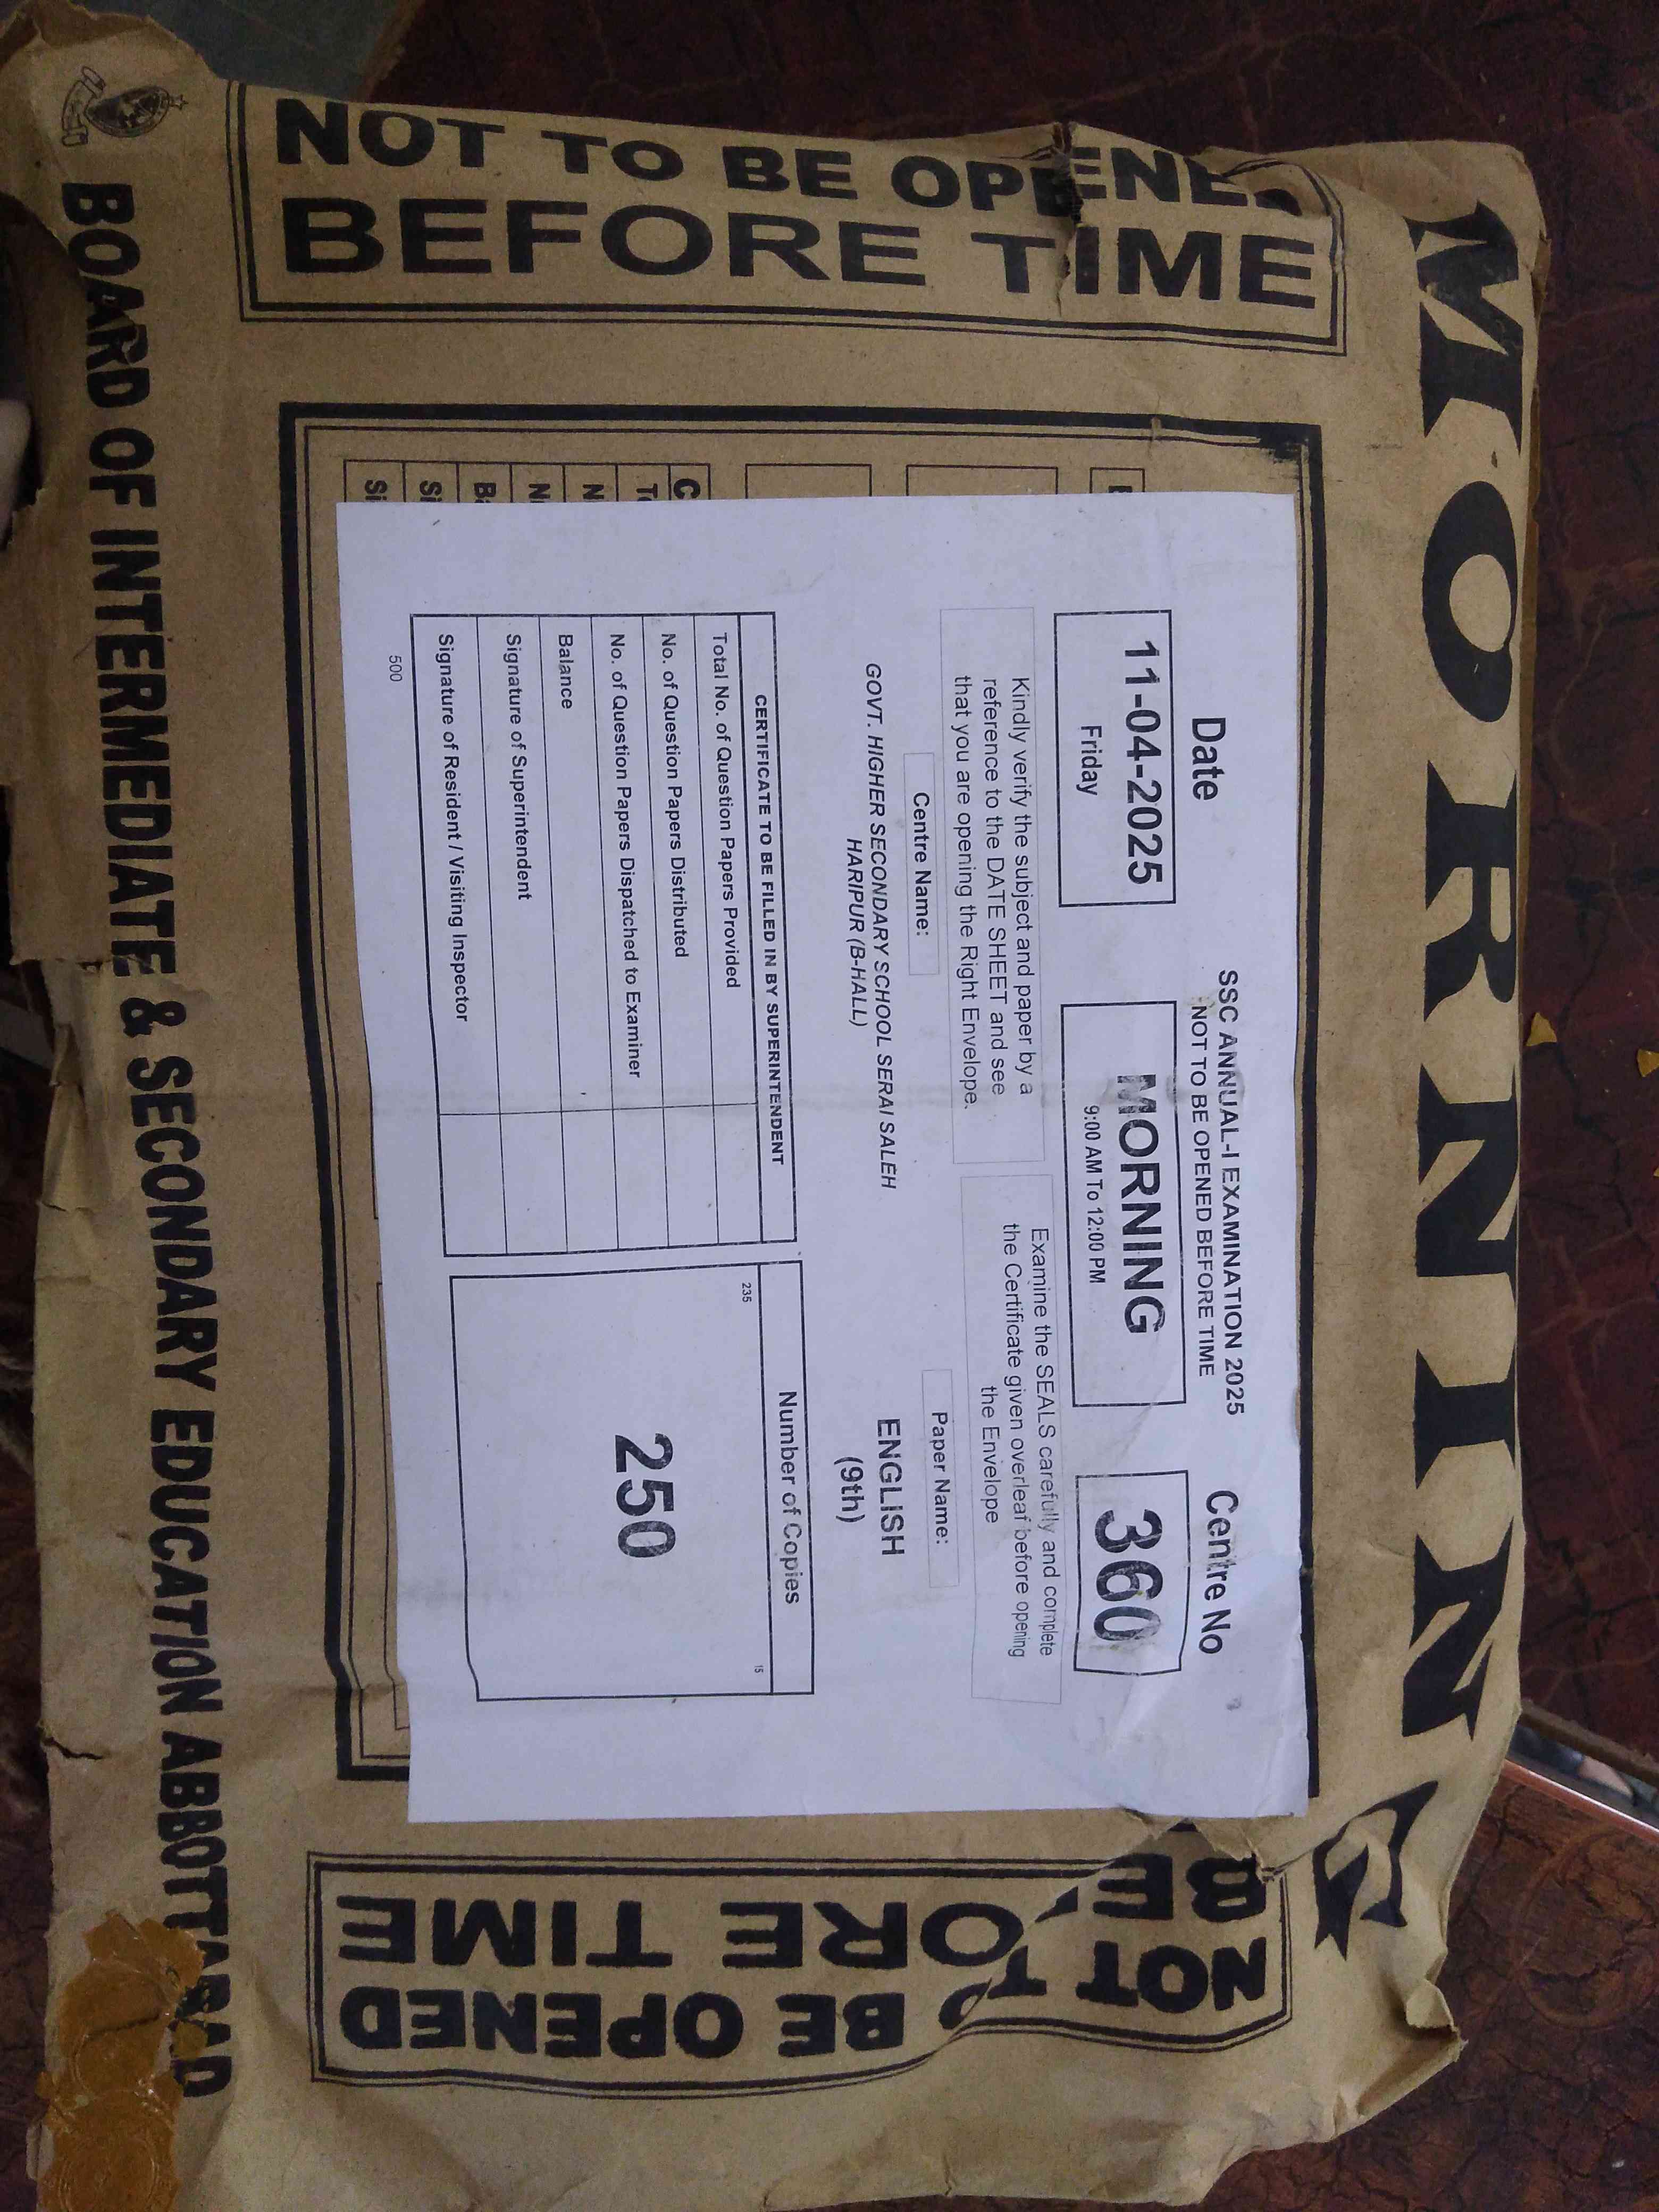 MORNING
NOT TO BE OPENED
BEFORE TIME
SSC ANNUAL-I EXAMINATION 2025
NOT TO BE OPENED BEFORE TIME
Date
Centre No
11-04-2025
Friday
MORNING
9:00 AM To 12:00 PM
360
Kindly verify the subject and paper by a
reference to the DATE SHEET and see
that you are opening the Right Envelope.
Examine the SEALS carefully and complete
the Certificate given overleaf before opening
the Envelope
Centre Name:
Paper Name:
GOVT. HIGHER SECONDARY SCHOOL SERAI SALEH
HARIPUR (B-HALL)
ENGLISH
(9th)
CERTIFICATE TO BE FILLED IN BY SUPERINTENDENT
Total No. of Question Papers Provided
No. of Question Papers Distributed
No. of Question Papers Dispatched to Examiner
Balance
Signature of Superintendent
Signature of Resident / Visiting Inspector
500
Number of Copies
235
15
250
C
To
N
Ni
Ba
Si
Si
NOT TO BE OPENED
BEFORE TIME
BOARD OF INTERMEDIATE & SECONDARY EDUCATION ABBOTTABAD